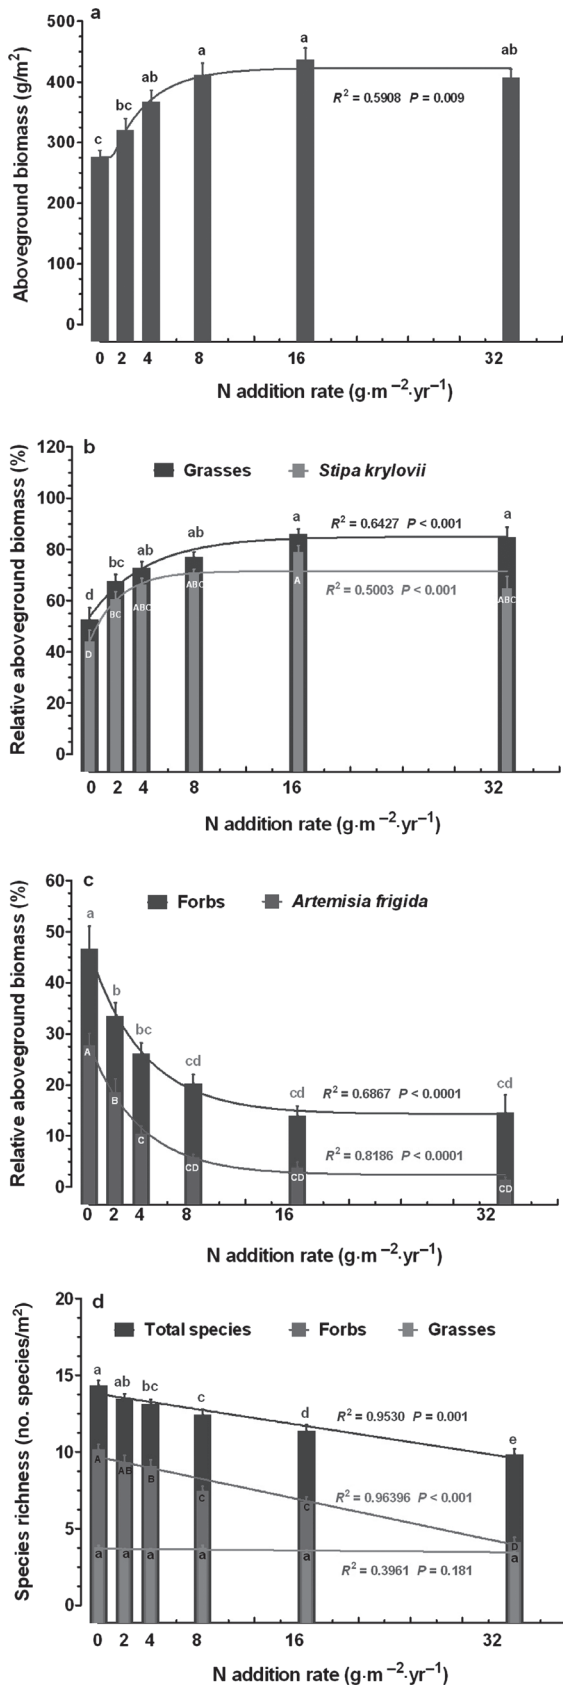 a
500
400
300
200
100
0
Aboveground biomass (g/m²)
c bc ab a a ab
R² = 0.5908 P = 0.009
0 2 4 8 16 32
N addition rate (g·m⁻²·yr⁻¹)
b
120
100
80
60
40
20
0
Relative aboveground biomass (%)
Grasses Stipa krylovii
d bc ab ab a a
R² = 0.6427 P < 0.001
R² = 0.5003 P < 0.001
D BC ABC ABC A ABC
0 2 4 8 16 32
N addition rate (g·m⁻²·yr⁻¹)
c
60
50
40
30
20
10
0
Relative aboveground biomass (%)
Forbs Artemisia frigida
a b bc cd cd cd
R² = 0.6867 P < 0.0001
R² = 0.8186 P < 0.0001
A B C CD CD CD
0 2 4 8 16 32
N addition rate (g·m⁻²·yr⁻¹)
d
20
15
10
5
0
Species richness (no. species/m²)
Total species Forbs Grasses
a ab bc c d e
R² = 0.9530 P = 0.001
A AB B C C D
R² = 0.96396 P < 0.001
a a a a a a
R² = 0.3961 P = 0.181
0 2 4 8 16 32
N addition rate (g·m⁻²·yr⁻¹)